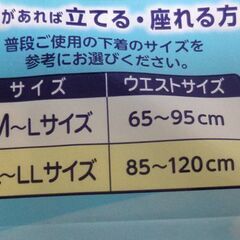 があれば立てる・座れる方
普段ご使用の下着のサイズを
参考にお選びください。
サイズ ウエストサイズ
M〜Lサイズ 65〜95cm
〜LLサイズ 85〜120cm